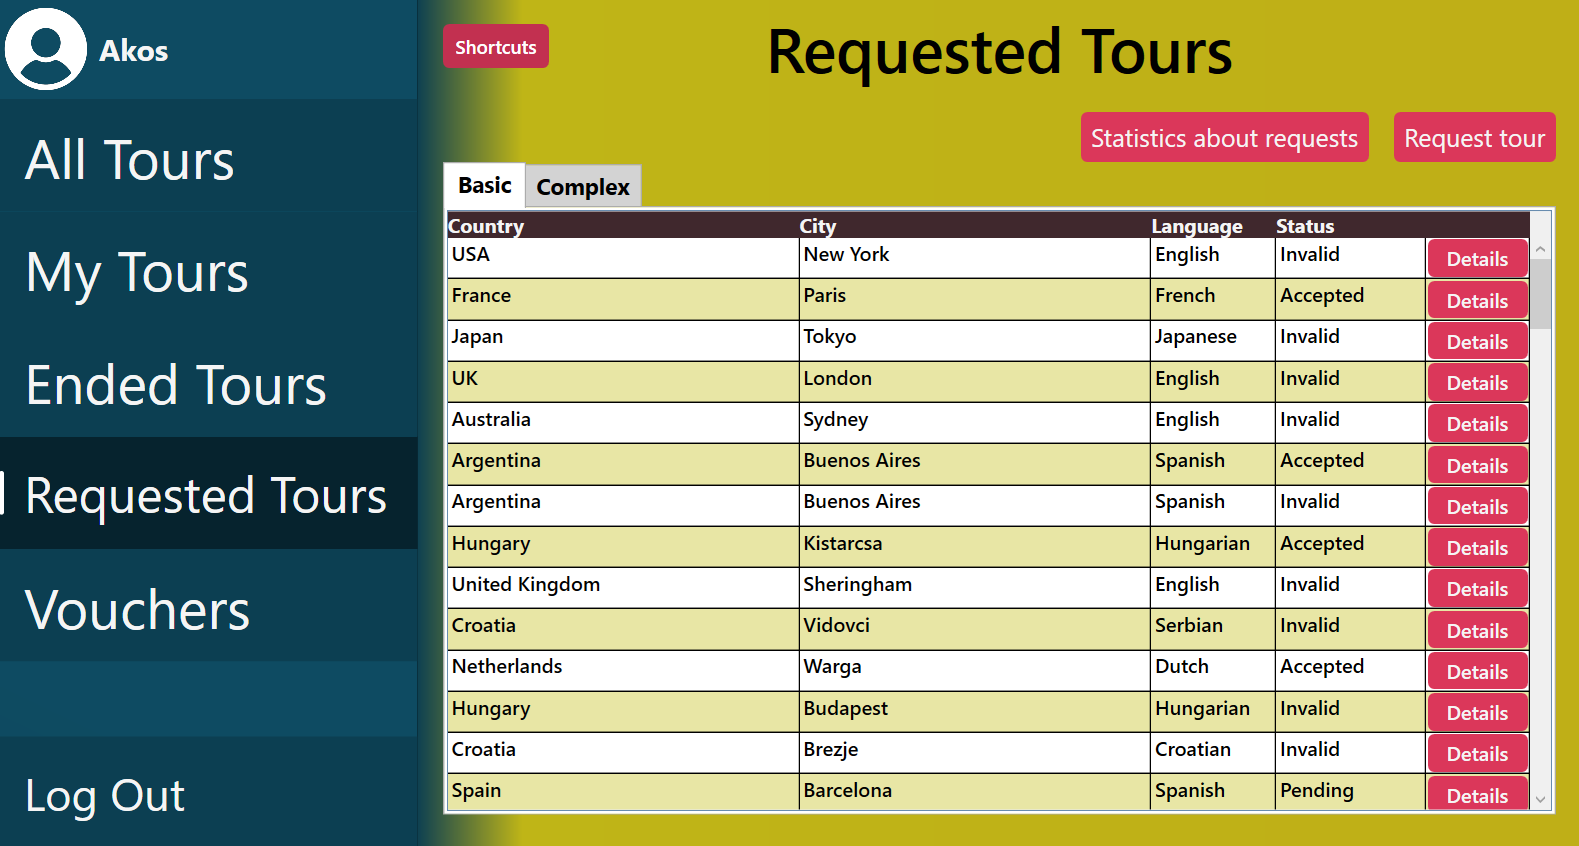 Akos
All Tours
My Tours
Ended Tours
Requested Tours
Vouchers
Log Out
Shortcuts
Requested Tours
Statistics about requests Request tour
Basic Complex
Country City Language Status
USA New York English Invalid Details
France Paris French Accepted Details
Japan Tokyo Japanese Invalid Details
UK London English Invalid Details
Australia Sydney English Invalid Details
Argentina Buenos Aires Spanish Accepted Details
Argentina Buenos Aires Spanish Invalid Details
Hungary Kistarcsa Hungarian Accepted Details
United Kingdom Sheringham English Invalid Details
Croatia Vidovci Serbian Invalid Details
Netherlands Warga Dutch Accepted Details
Hungary Budapest Hungarian Invalid Details
Croatia Brezje Croatian Invalid Details
Spain Barcelona Spanish Pending Details